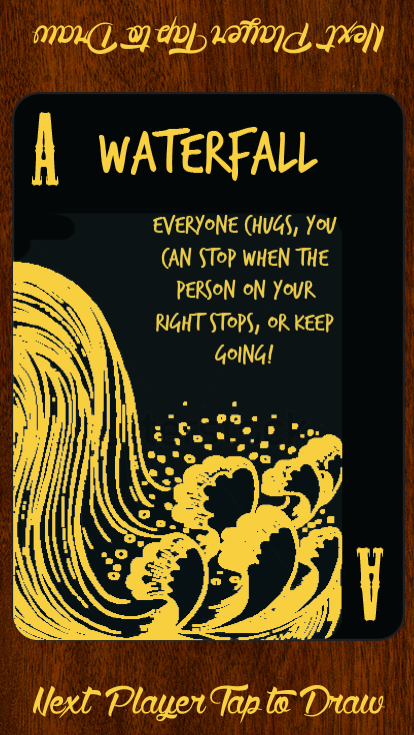 Next Player Tap to Draw
A
WATERFALL
EVERYONE CHUGS, YOU
CAN STOP WHEN THE
PERSON ON YOUR
RIGHT STOPS, OR KEEP
GOING!
A
Next Player Tap to Draw